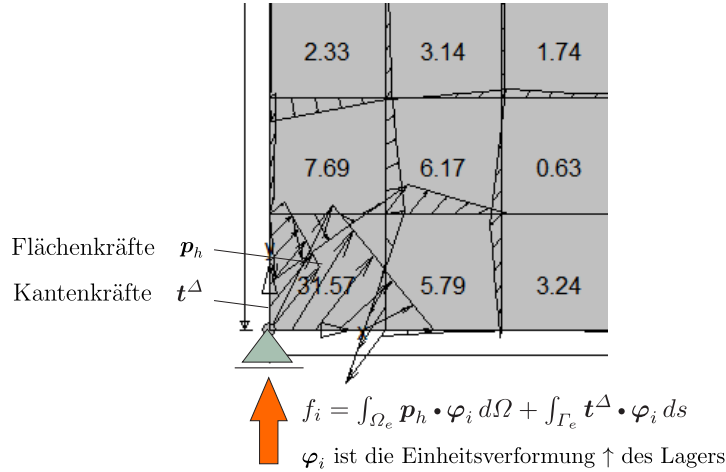 2.33 3.14 1.74
7.69 6.17 0.63
Flächenkräfte p_h
Y
Kantenkräfte t^Δ
31.57 5.79 3.24
X
f_i = ∫_{Ω_e} p_h • φ_i dΩ + ∫_{Γ_e} t^Δ • φ_i ds
φ_i ist die Einheitsverformung ↑ des Lagers